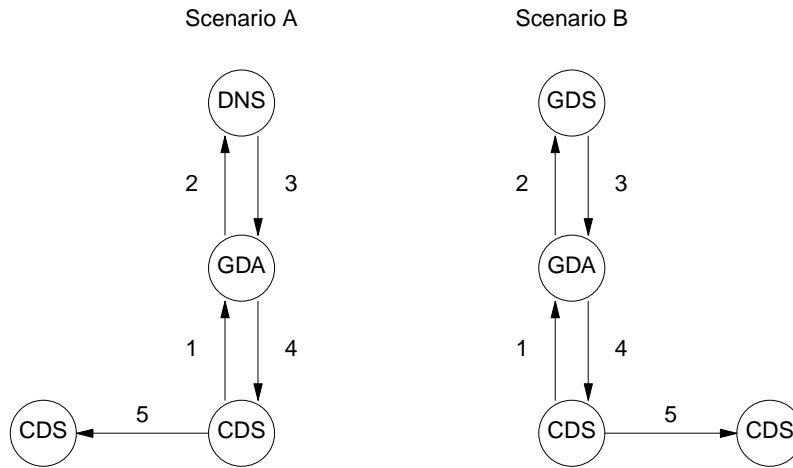 Scenario A Scenario B
DNS GDS
2 3 2 3
GDA GDA
1 4 1 4
CDS 5 CDS CDS 5 CDS